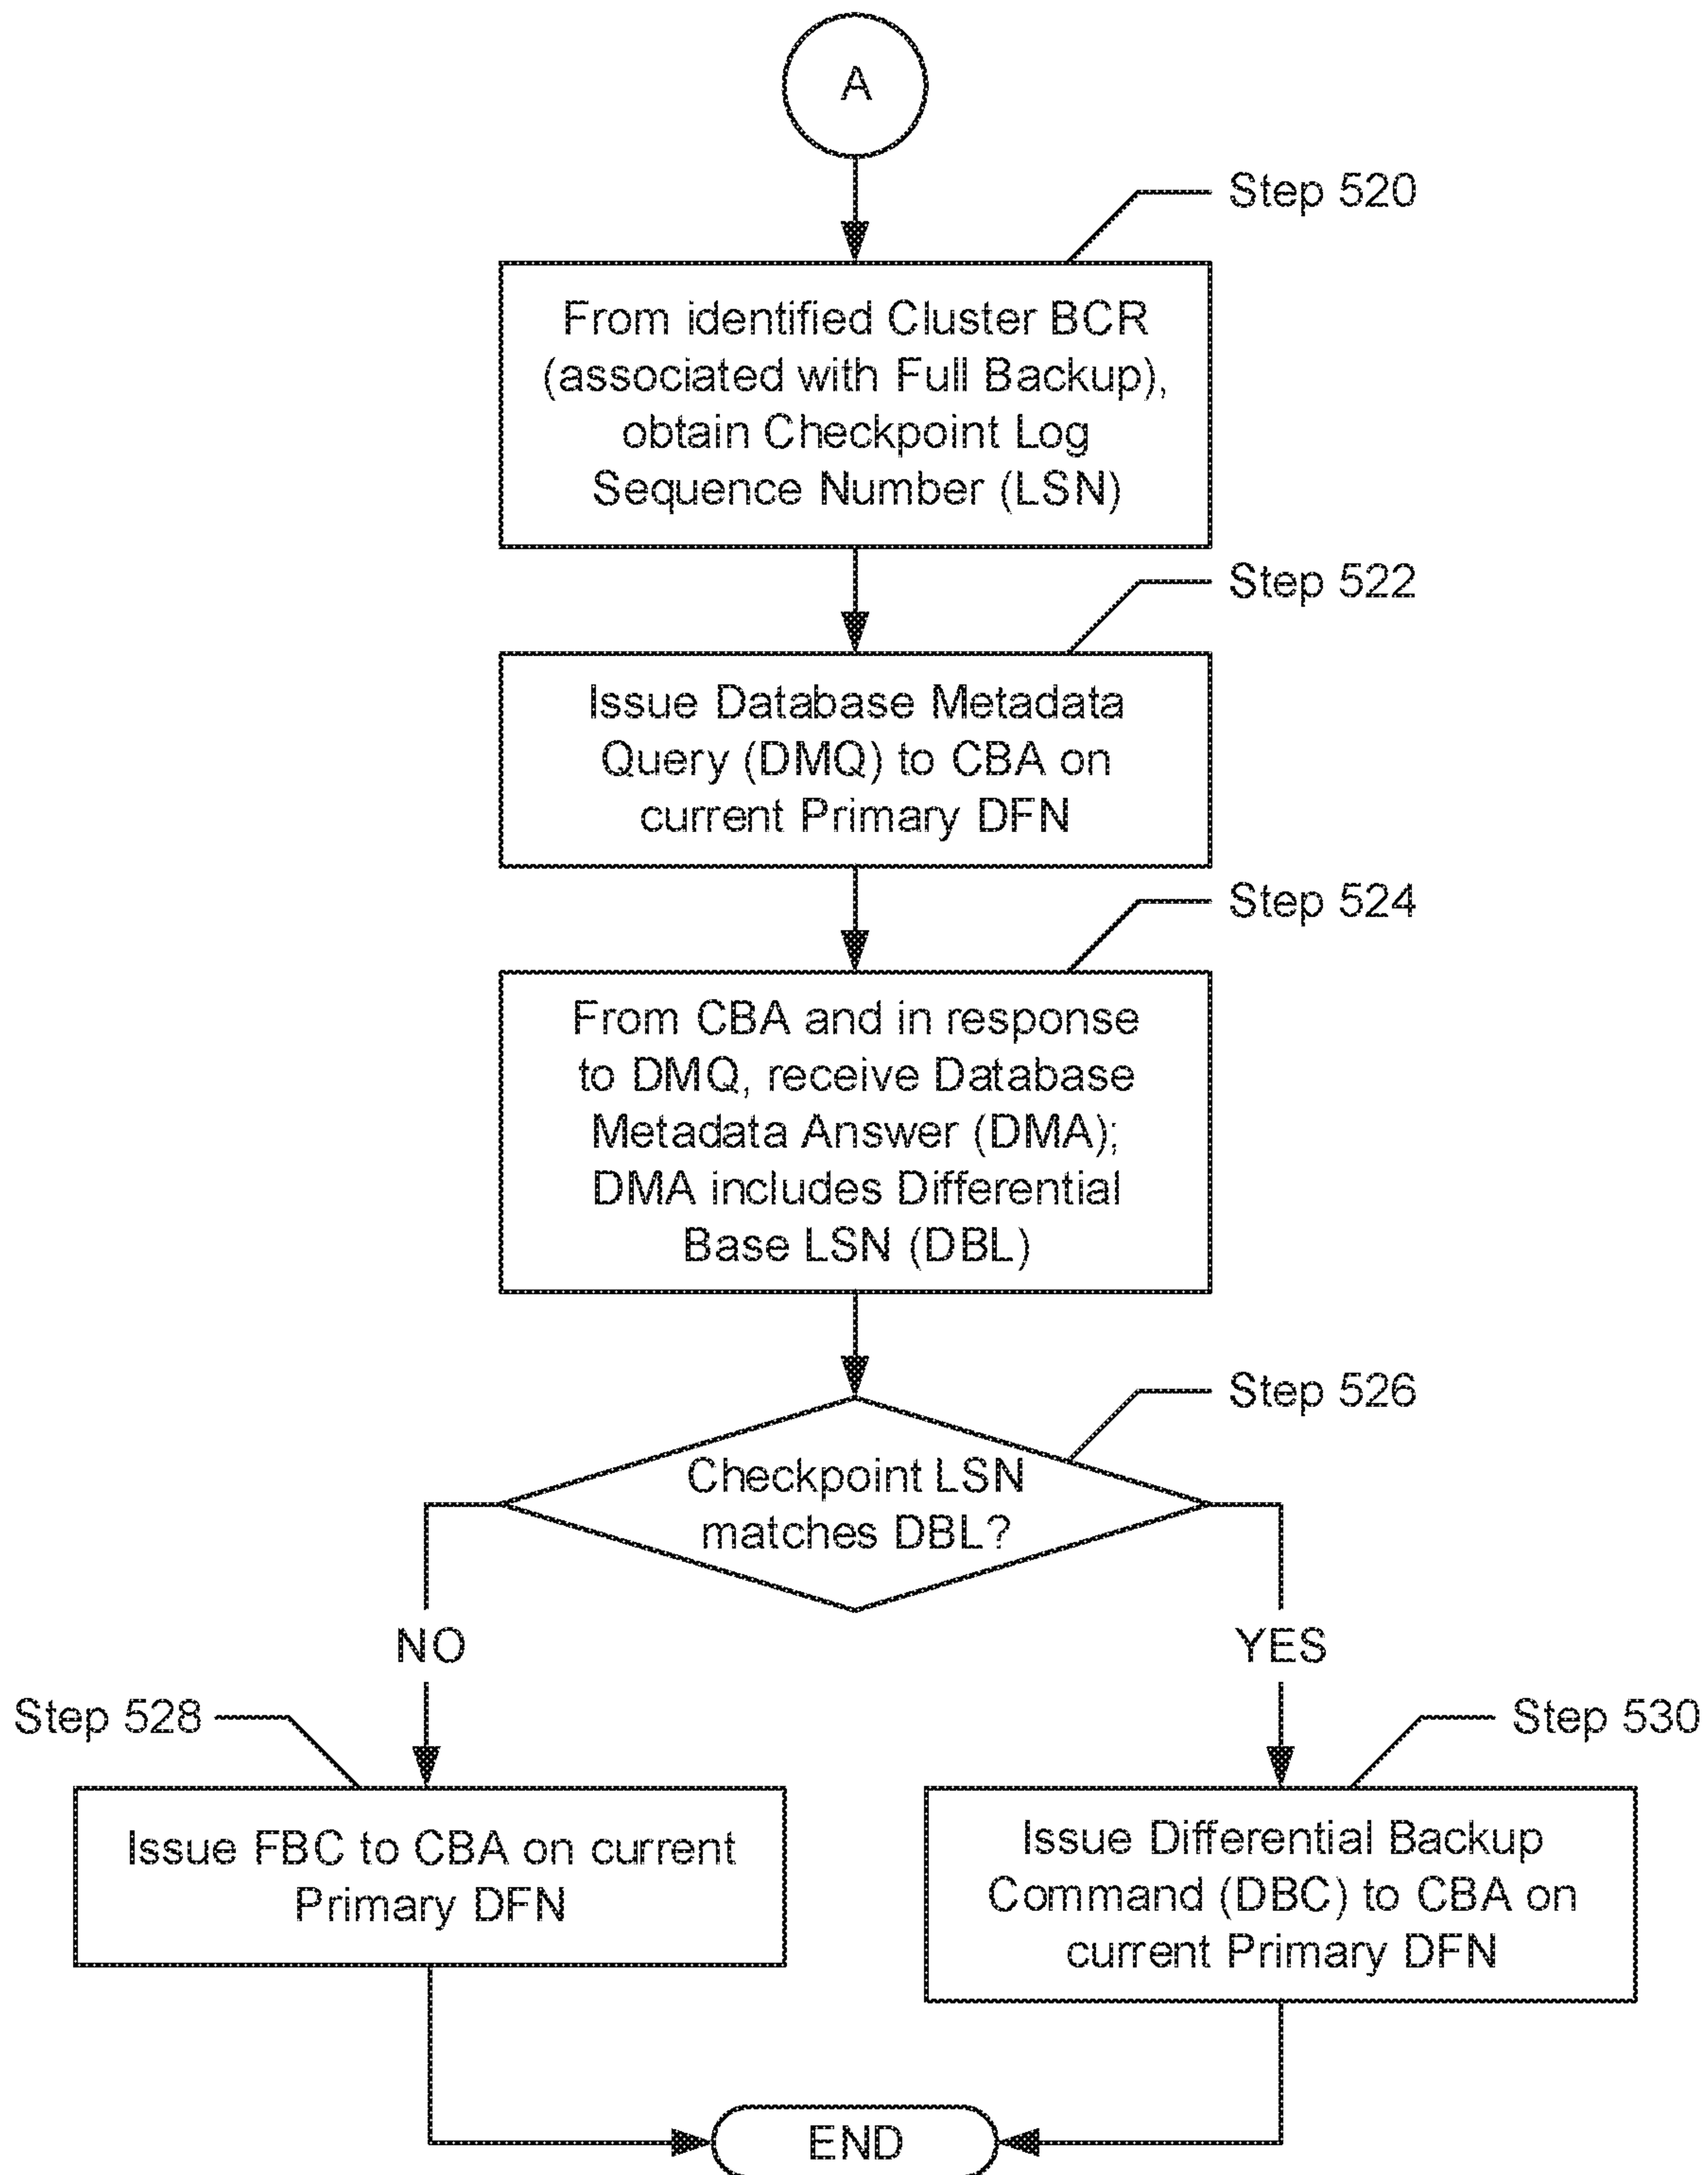 A
Step 520
From identified Cluster BCR
(associated with Full Backup),
obtain Checkpoint Log
Sequence Number (LSN)
Step 522
Issue Database Metadata
Query (DMQ) to CBA on
current Primary DFN
Step 524
From CBA and in response
to DMQ, receive Database
Metadata Answer (DMA);
DMA includes Differential
Base LSN (DBL)
Step 526
Checkpoint LSN
matches DBL?
NO
YES
Step 528
Step 530
Issue FBC to CBA on current
Primary DFN
Issue Differential Backup
Command (DBC) to CBA on
current Primary DFN
END